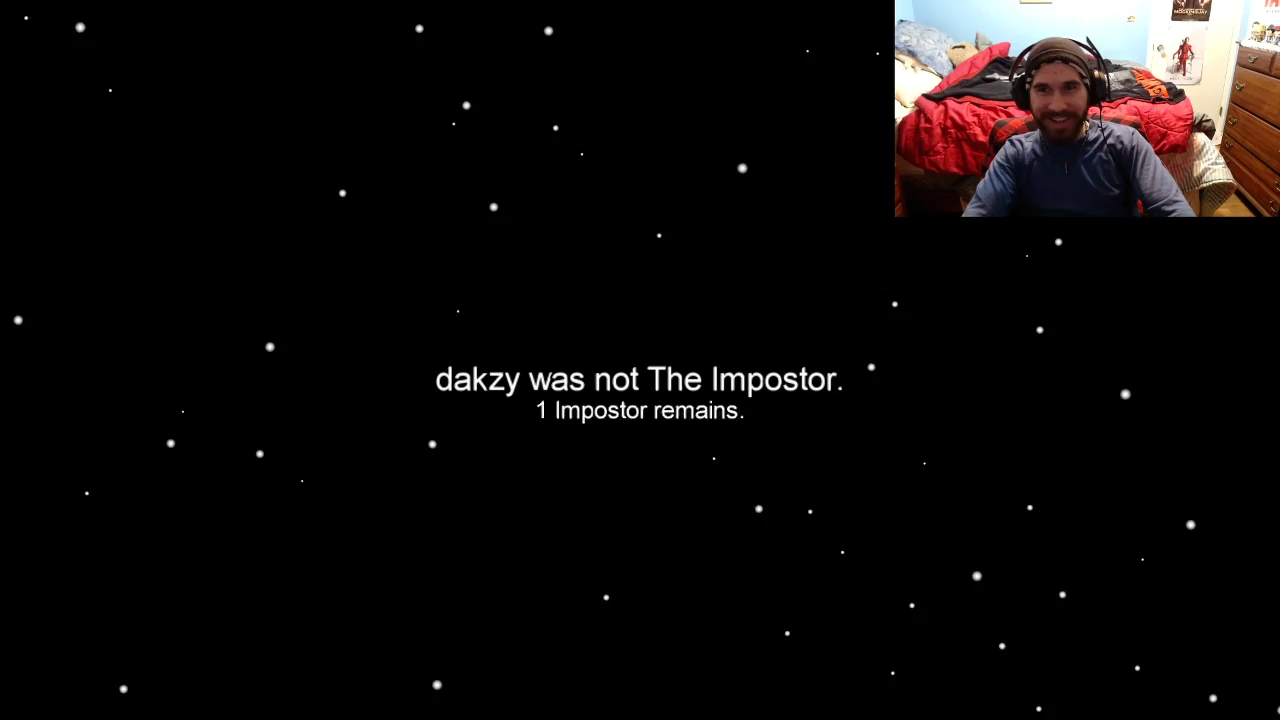 dakzy was not The Impostor.
1 Impostor remains.